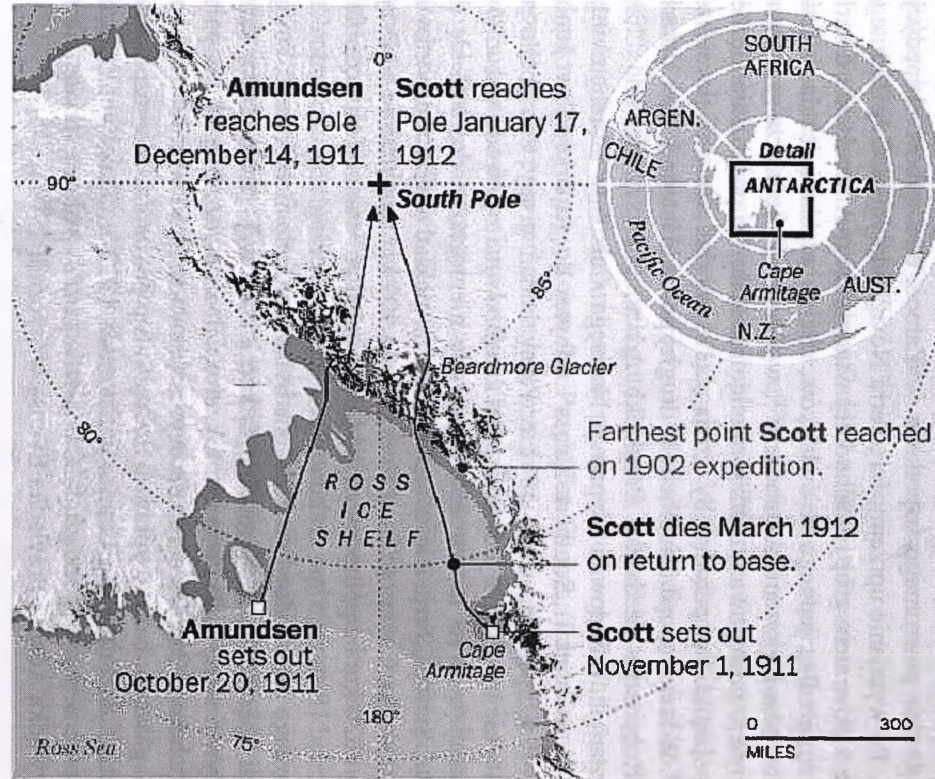 0°
Amundsen
reaches Pole
December 14, 1911
Scott reaches
Pole January 17,
1912
90°
South Pole
85°
Beardmore Glacier
80°
ROSS
ICE
SHELF
Farthest point Scott reached
on 1902 expedition.
Scott dies March 1912
on return to base.
Amundsen
sets out
October 20, 1911
Cape
Armitage
Scott sets out
November 1, 1911
180°
75°
Ross Sea
0 300
MILES
SOUTH
AFRICA
ARGEN.
CHILE
Detail
ANTARCTICA
Pacific Ocean
Cape
Armitage
AUST.
N.Z.